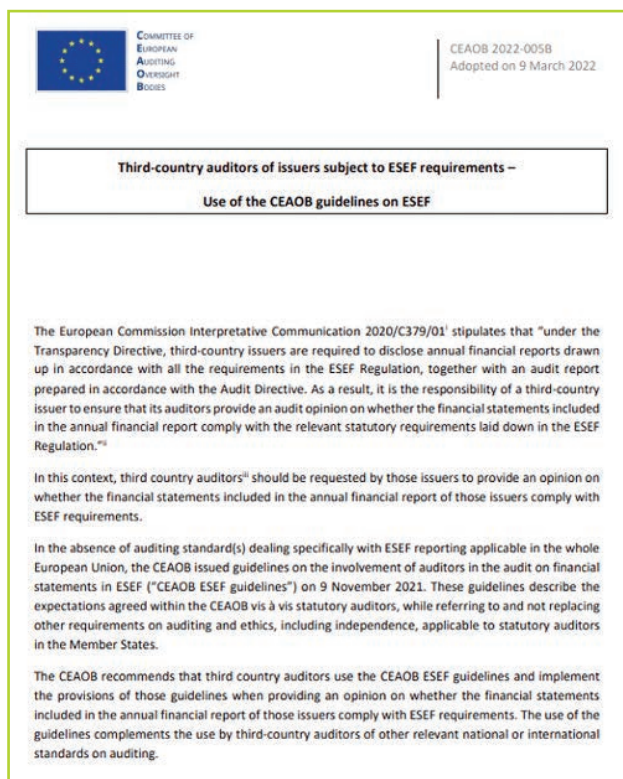 COMMITTEE OF
EUROPEAN
AUDITING
OVERSIGHT
BODIES
CEAOB 2022-005B
Adopted on 9 March 2022
Third-country auditors of issuers subject to ESEF requirements –
Use of the CEAOB guidelines on ESEF
The European Commission Interpretative Communication 2020/C379/01ⁱ stipulates that “under the
Transparency Directive, third-country issuers are required to disclose annual financial reports drawn
up in accordance with all the requirements in the ESEF Regulation, together with an audit report
prepared in accordance with the Audit Directive. As a result, it is the responsibility of a third-country
issuer to ensure that its auditors provide an audit opinion on whether the financial statements included
in the annual financial report comply with the relevant statutory requirements laid down in the ESEF
Regulation.”ⁱⁱ
In this context, third country auditorsⁱⁱⁱ should be requested by those issuers to provide an opinion on
whether the financial statements included in the annual financial report of those issuers comply with
ESEF requirements.
In the absence of auditing standard(s) dealing specifically with ESEF reporting applicable in the whole
European Union, the CEAOB issued guidelines on the involvement of auditors in the audit on financial
statements in ESEF (“CEAOB ESEF guidelines”) on 9 November 2021. These guidelines describe the
expectations agreed within the CEAOB vis à vis statutory auditors, while referring to and not replacing
other requirements on auditing and ethics, including independence, applicable to statutory auditors
in the Member States.
The CEAOB recommends that third country auditors use the CEAOB ESEF guidelines and implement
the provisions of those guidelines when providing an opinion on whether the financial statements
included in the annual financial report of those issuers comply with ESEF requirements. The use of the
guidelines complements the use by third-country auditors of other relevant national or international
standards on auditing.